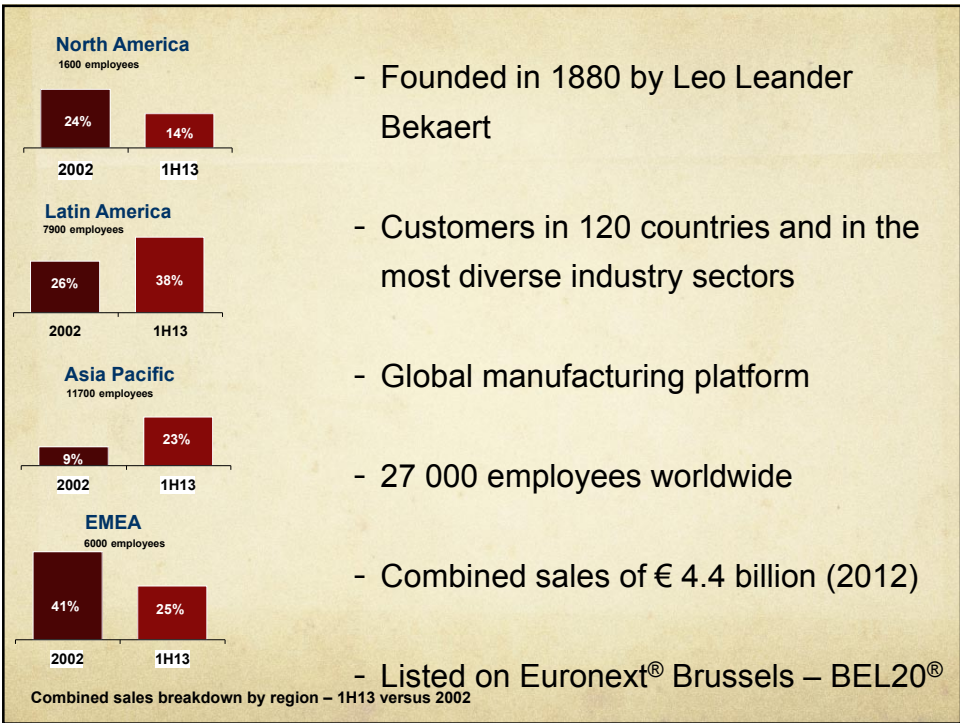 North America
1600 employees
24%
14%
2002 1H13
Latin America
7900 employees
26%
38%
2002 1H13
Asia Pacific
11700 employees
9%
23%
2002 1H13
EMEA
6000 employees
41%
25%
2002 1H13
Combined sales breakdown by region – 1H13 versus 2002
- Founded in 1880 by Leo Leander
Bekaert
- Customers in 120 countries and in the
most diverse industry sectors
- Global manufacturing platform
- 27 000 employees worldwide
- Combined sales of € 4.4 billion (2012)
- Listed on Euronext® Brussels – BEL20®